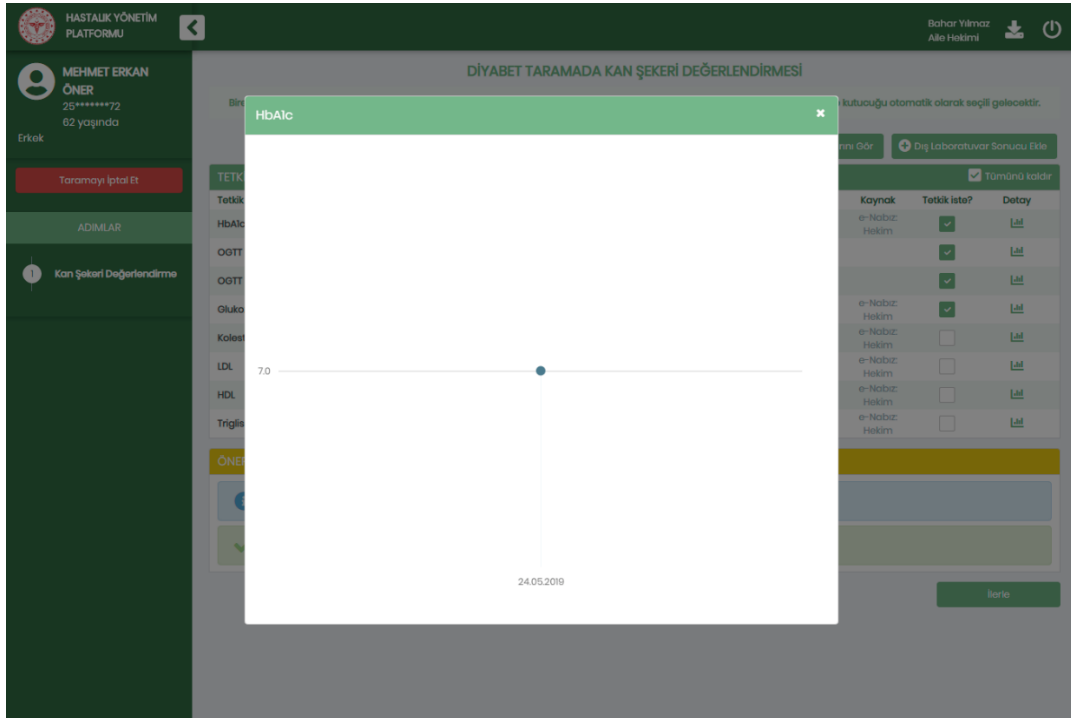 HASTALIK YÖNETİM
PLATFORMU
Bahar Yılmaz
Aile Hekimi
MEHMET ERKAN
ÖNER
25*******72
62 yaşında
Erkek
Taramayı İptal Et
ADIMLAR
1 Kan Şekeri Değerlendirme
DİYABET TARAMADA KAN ŞEKERİ DEĞERLENDİRMESİ
kutucuğu otomatik olarak seçili gelecektir.
Gör
Dış Laboratuvar Sonucu Ekle
Tümünü kaldır
Tetkik
Kaynak Tetkik iste? Detay
HbA1c
e-Nabız:
Hekim
OGTT
OGTT
e-Nabız:
Hekim
e-Nabız:
Hekim
LDL
e-Nabız:
Hekim
HDL
e-Nabız:
Hekim
e-Nabız:
Hekim
İlerle
HbA1c
7.0
24.05.2019